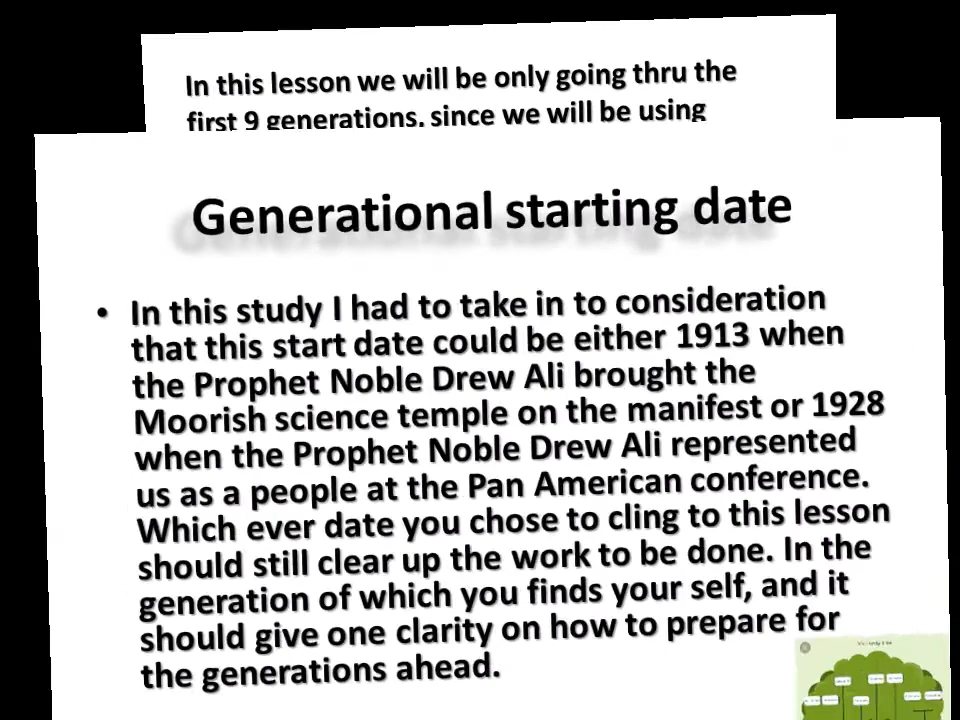 In this lesson we will be only going thru the
first 9 generations, since we will be using
Generational starting date
• In this study I had to take in to consideration
that this start date could be either 1913 when
the Prophet Noble Drew Ali brought the
Moorish science temple on the manifest or 1928
when the Prophet Noble Drew Ali represented
us as a people at the Pan American conference.
Which ever date you chose to cling to this lesson
should still clear up the work to be done. In the
generation of which you finds your self, and it
should give one clarity on how to prepare for
the generations ahead.